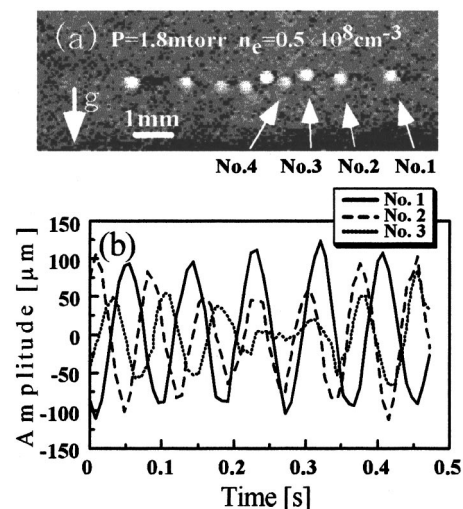 (a) P=1.8mtorr nₑ=0.5×10⁸cm⁻³
g
1mm
No.4 No.3 No.2 No.1
(b)
No. 1
No. 2
No. 3
150
100
50
0
-50
-100
-150
Amplitude [μm]
0 0.1 0.2 0.3 0.4 0.5
Time [s]